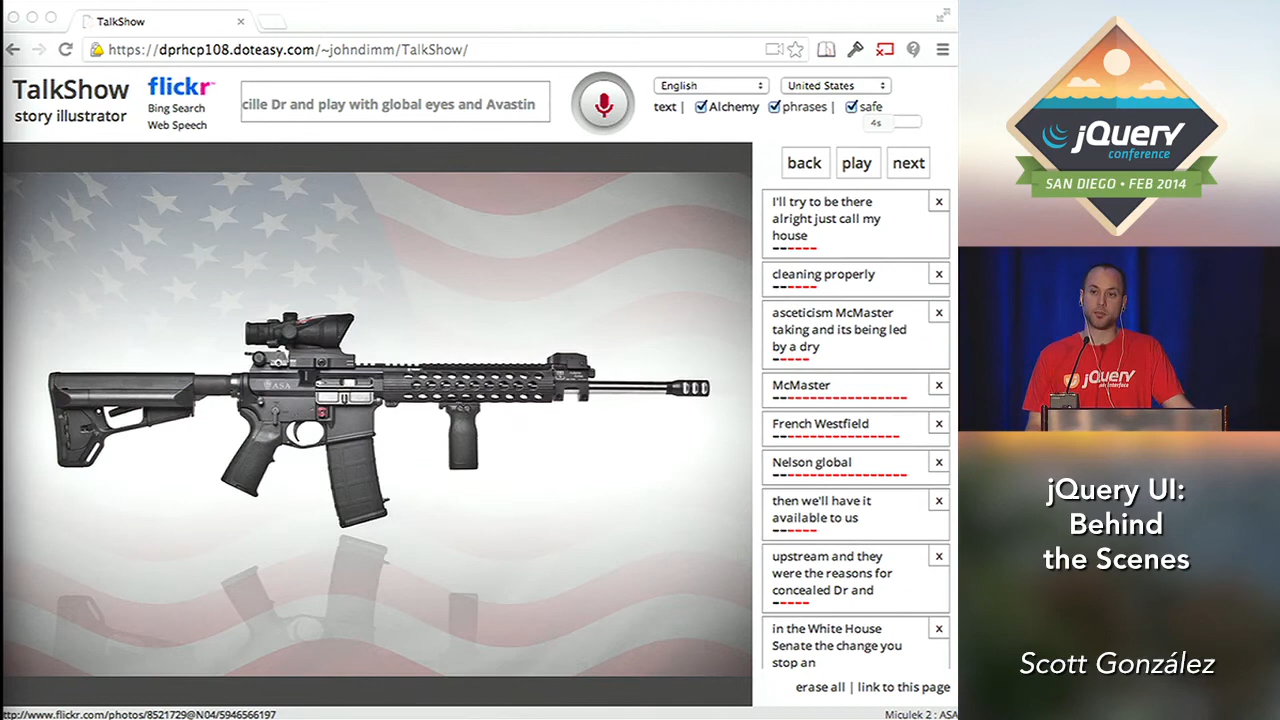 TalkShow
https://dprhcp108.doteasy.com/~johndimm/TalkShow/
TalkShow
story illustrator
flickr
Bing Search
Web Speech
cille Dr and play with global eyes and Avastin
English
United States
text | Alchemy phrases | safe
4s
back
play
next
I'll try to be there
alright just call my
house
x
cleaning properly
x
asceticism McMaster
taking and its being led
by a dry
x
McMaster
x
French Westfield
x
Nelson global
x
then we'll have it
available to us
x
upstream and they
were the reasons for
concealed Dr and
x
in the White House
Senate the change you
stop an
x
erase all | link to this page
ASA
http://www.flickr.com/photos/8521729@N04/5946566197
Miculek 2 : ASA
jQuery
conference
SAN DIEGO • FEB 2014
jQuery
jQuery UI:
Behind
the Scenes
Scott González